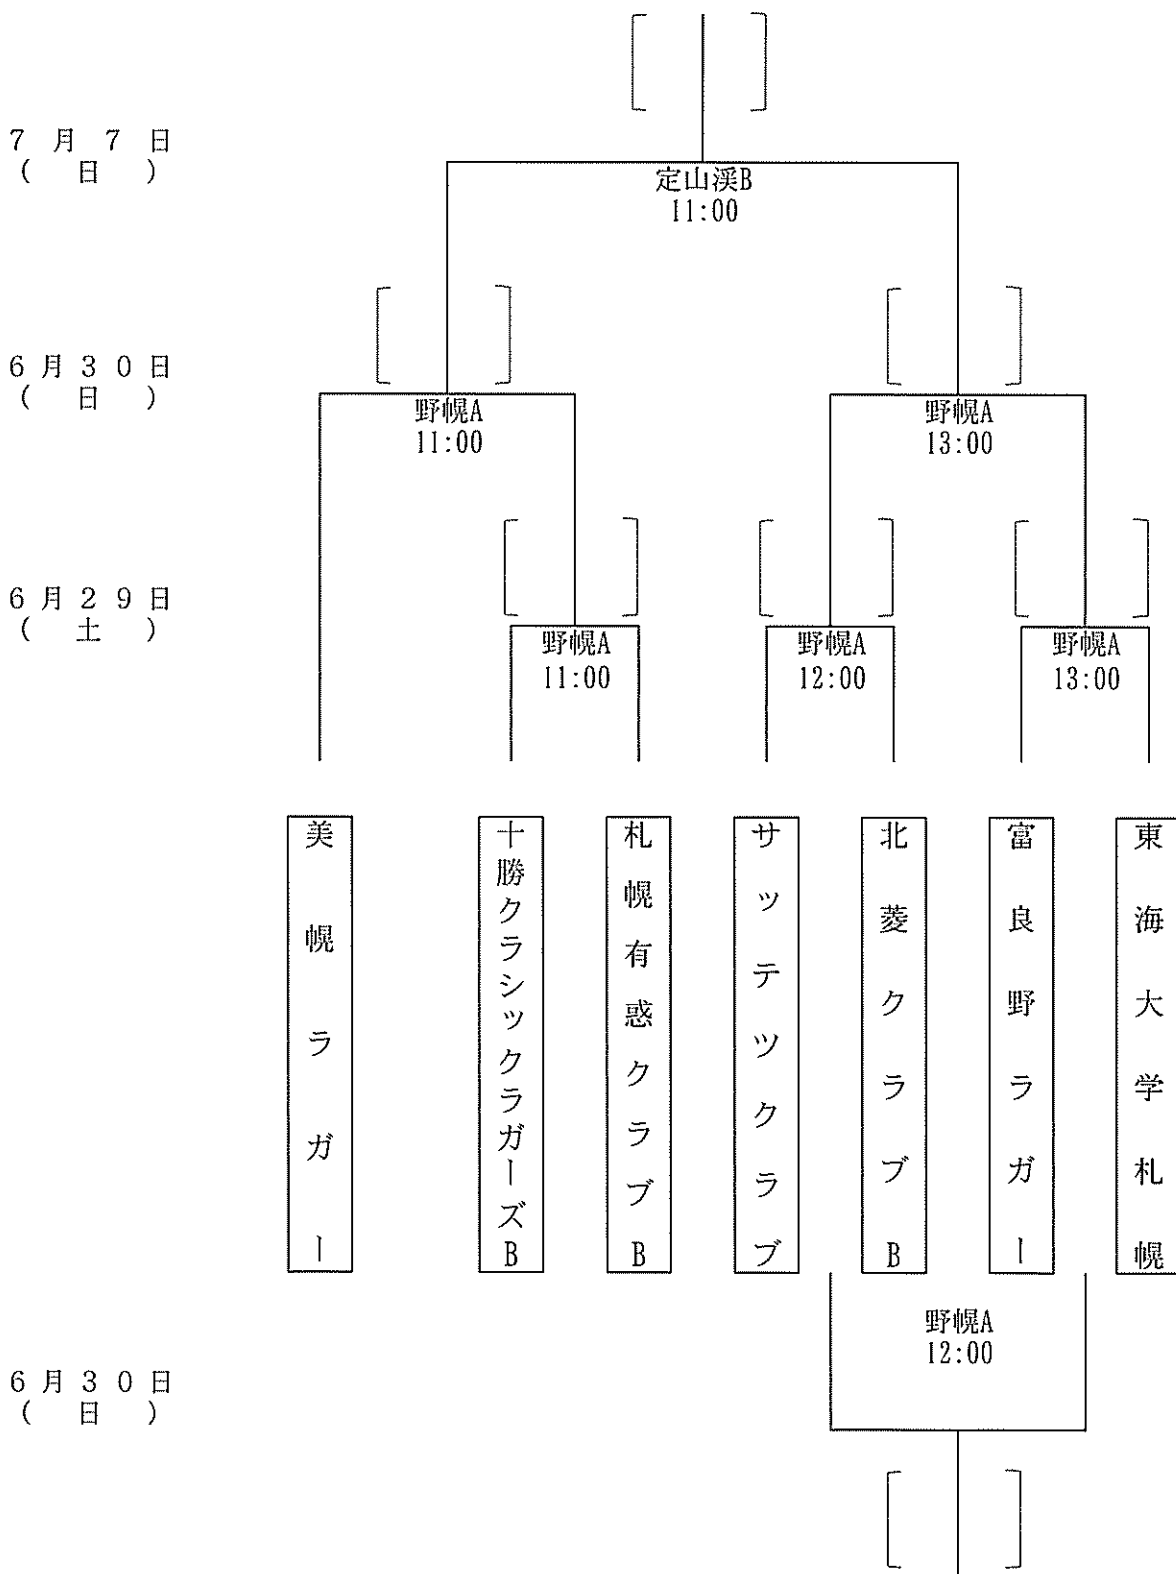 7月7日
(日)
定山渓B
11:00
6月30日
(日)
野幌A
11:00
野幌A
13:00
6月29日
(土)
野幌A
11:00
野幌A
12:00
野幌A
13:00
美幌ラガー
十勝クラシックラガーズB
札幌有惑クラブB
サッテツクラブ
北菱クラブB
富良野ラガー
東海大学札幌
野幌A
12:00
6月30日
(日)